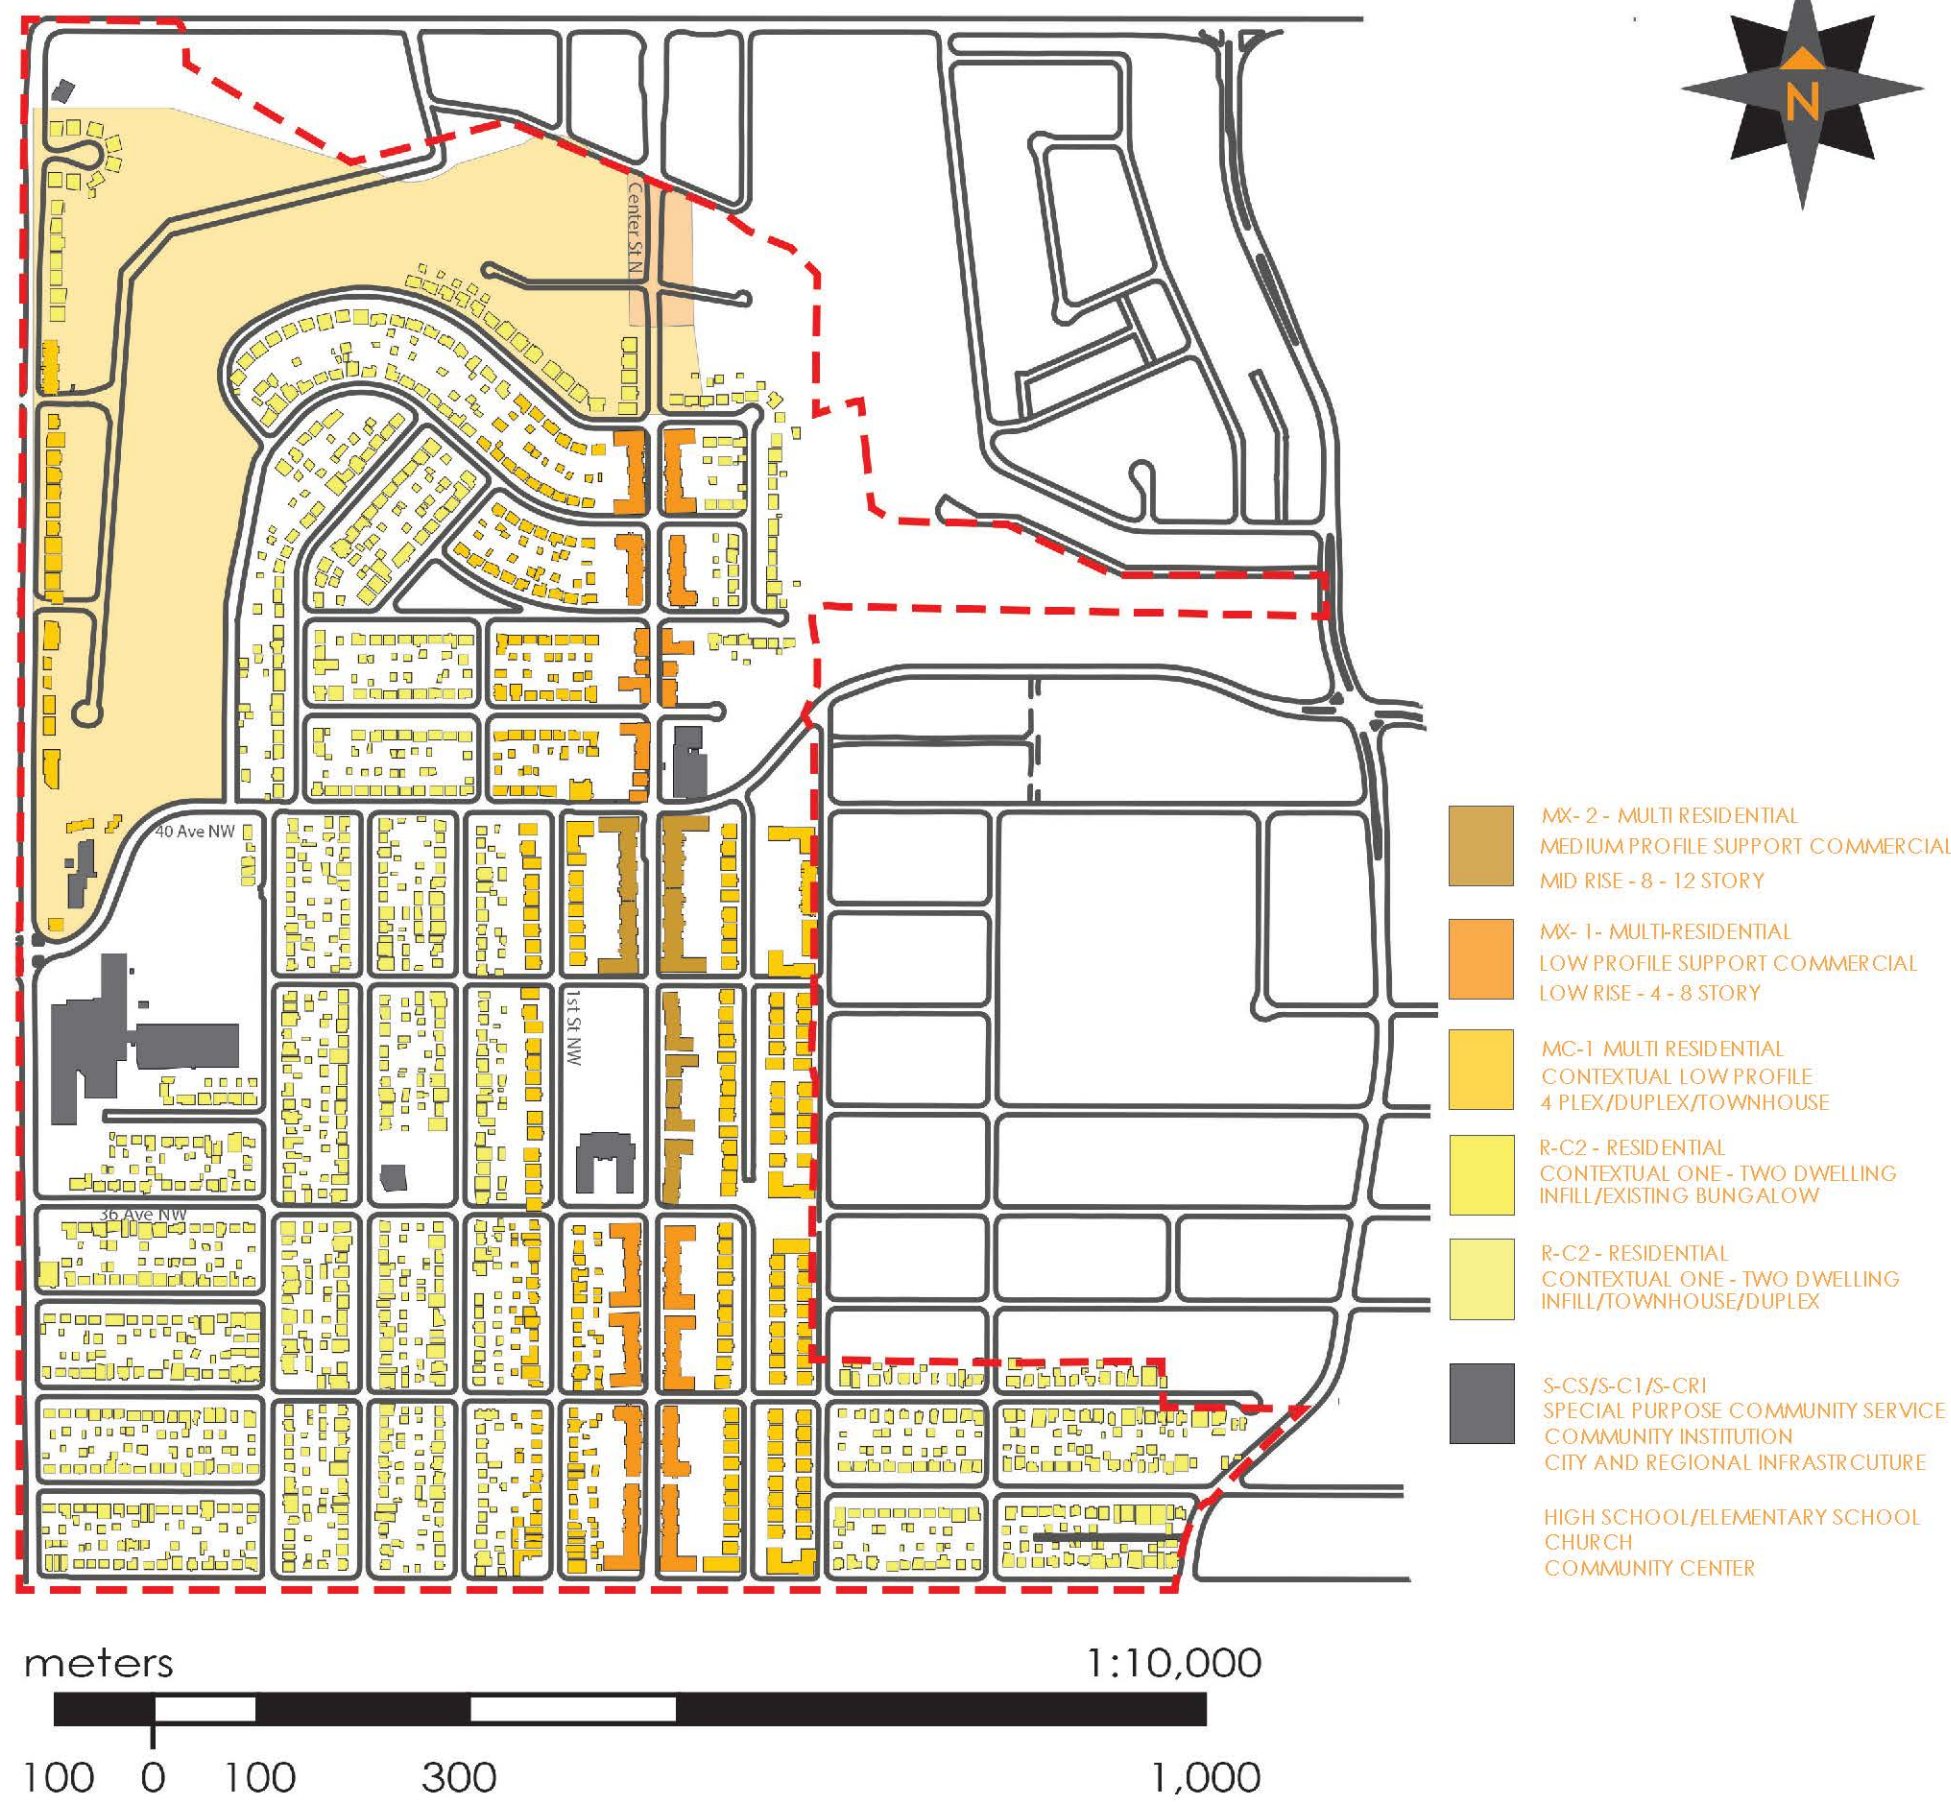 N
Center St N
40 Ave NW
1st St NW
36 Ave NW
MX- 2 - MULTI RESIDENTIAL
MEDIUM PROFILE SUPPORT COMMERCIAL
MID RISE - 8 - 12 STORY
MX- 1- MULTI-RESIDENTIAL
LOW PROFILE SUPPORT COMMERCIAL
LOW RISE - 4 - 8 STORY
MC-1 MULTI RESIDENTIAL
CONTEXTUAL LOW PROFILE
4 PLEX/DUPLEX/TOWNHOUSE
R-C2 - RESIDENTIAL
CONTEXTUAL ONE - TWO DWELLING
INFILL/EXISTING BUNGALOW
R-C2 - RESIDENTIAL
CONTEXTUAL ONE - TWO DWELLING
INFILL/TOWNHOUSE/DUPLEX
S-CS/S-C1/S-CRI
SPECIAL PURPOSE COMMUNITY SERVICE
COMMUNITY INSTITUTION
CITY AND REGIONAL INFRASTRCUTURE
HIGH SCHOOL/ELEMENTARY SCHOOL
CHURCH
COMMUNITY CENTER
meters 1:10,000
100 0 100 300 1,000